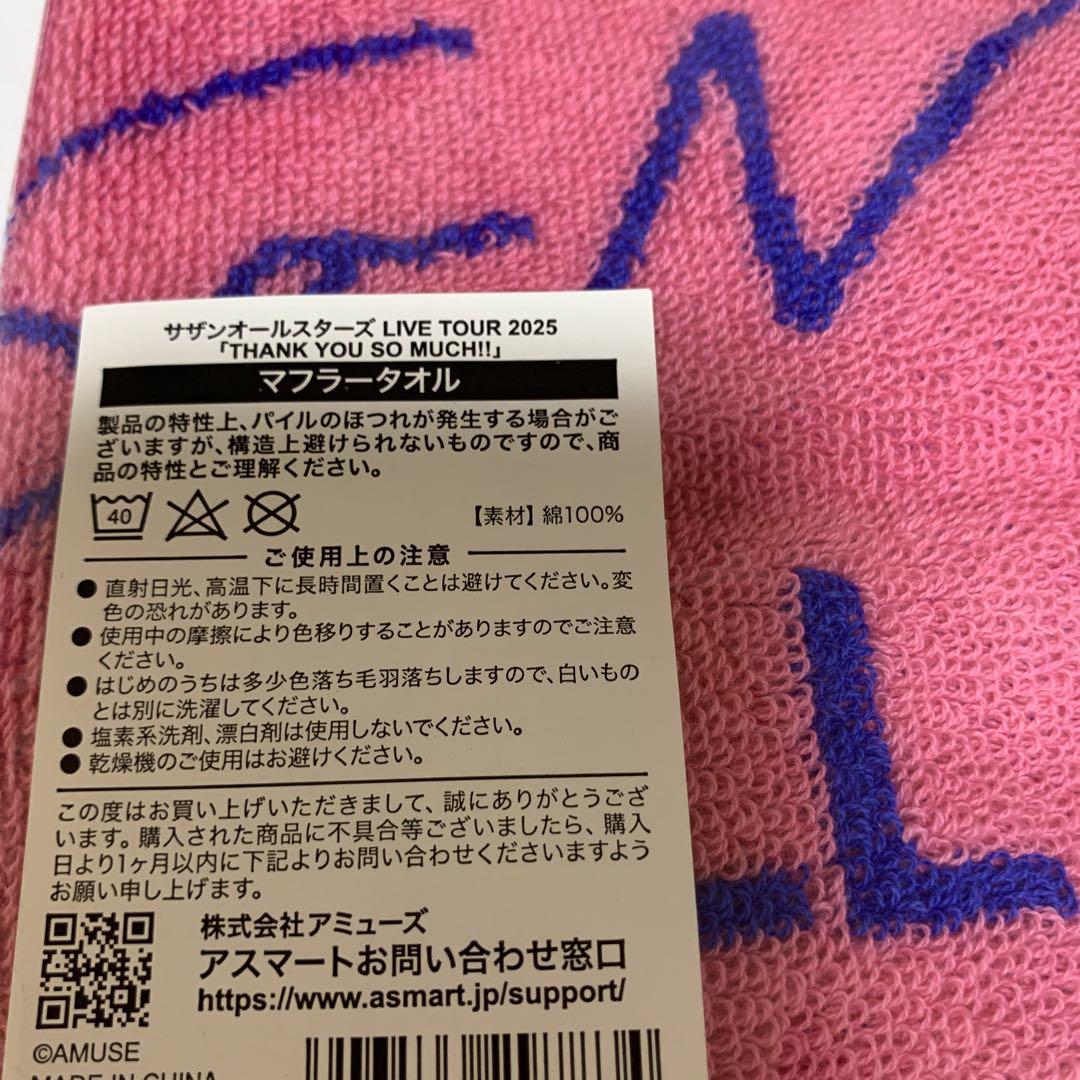 サザンオールスターズ LIVE TOUR 2025
「THANK YOU SO MUCH!!」
マフラータオル
製品の特性上、パイルのほつれが発生する場合がご
ざいますが、構造上避けられないものですので、商
品の特性とご理解ください。
40
【素材】綿100%
ご使用上の注意
● 直射日光、高温下に長時間置くことは避けてください。変
色の恐れがあります。
● 使用中の摩擦により色移りすることがありますのでご注意
ください。
● はじめのうちは多少色落ち毛羽落ちしますので、白いもの
とは別に洗濯してください。
● 塩素系洗剤、漂白剤は使用しないでください。
● 乾燥機のご使用はお避けください。
この度はお買い上げいただきまして、誠にありがとうござ
います。購入された商品に不具合等ございましたら、購入
日より1ヶ月以内に下記よりお問い合わせくださいますよう
お願い申し上げます。
株式会社アミューズ
アスマートお問い合わせ窓口
https://www.asmart.jp/support/
©AMUSE
MADE IN CHINA